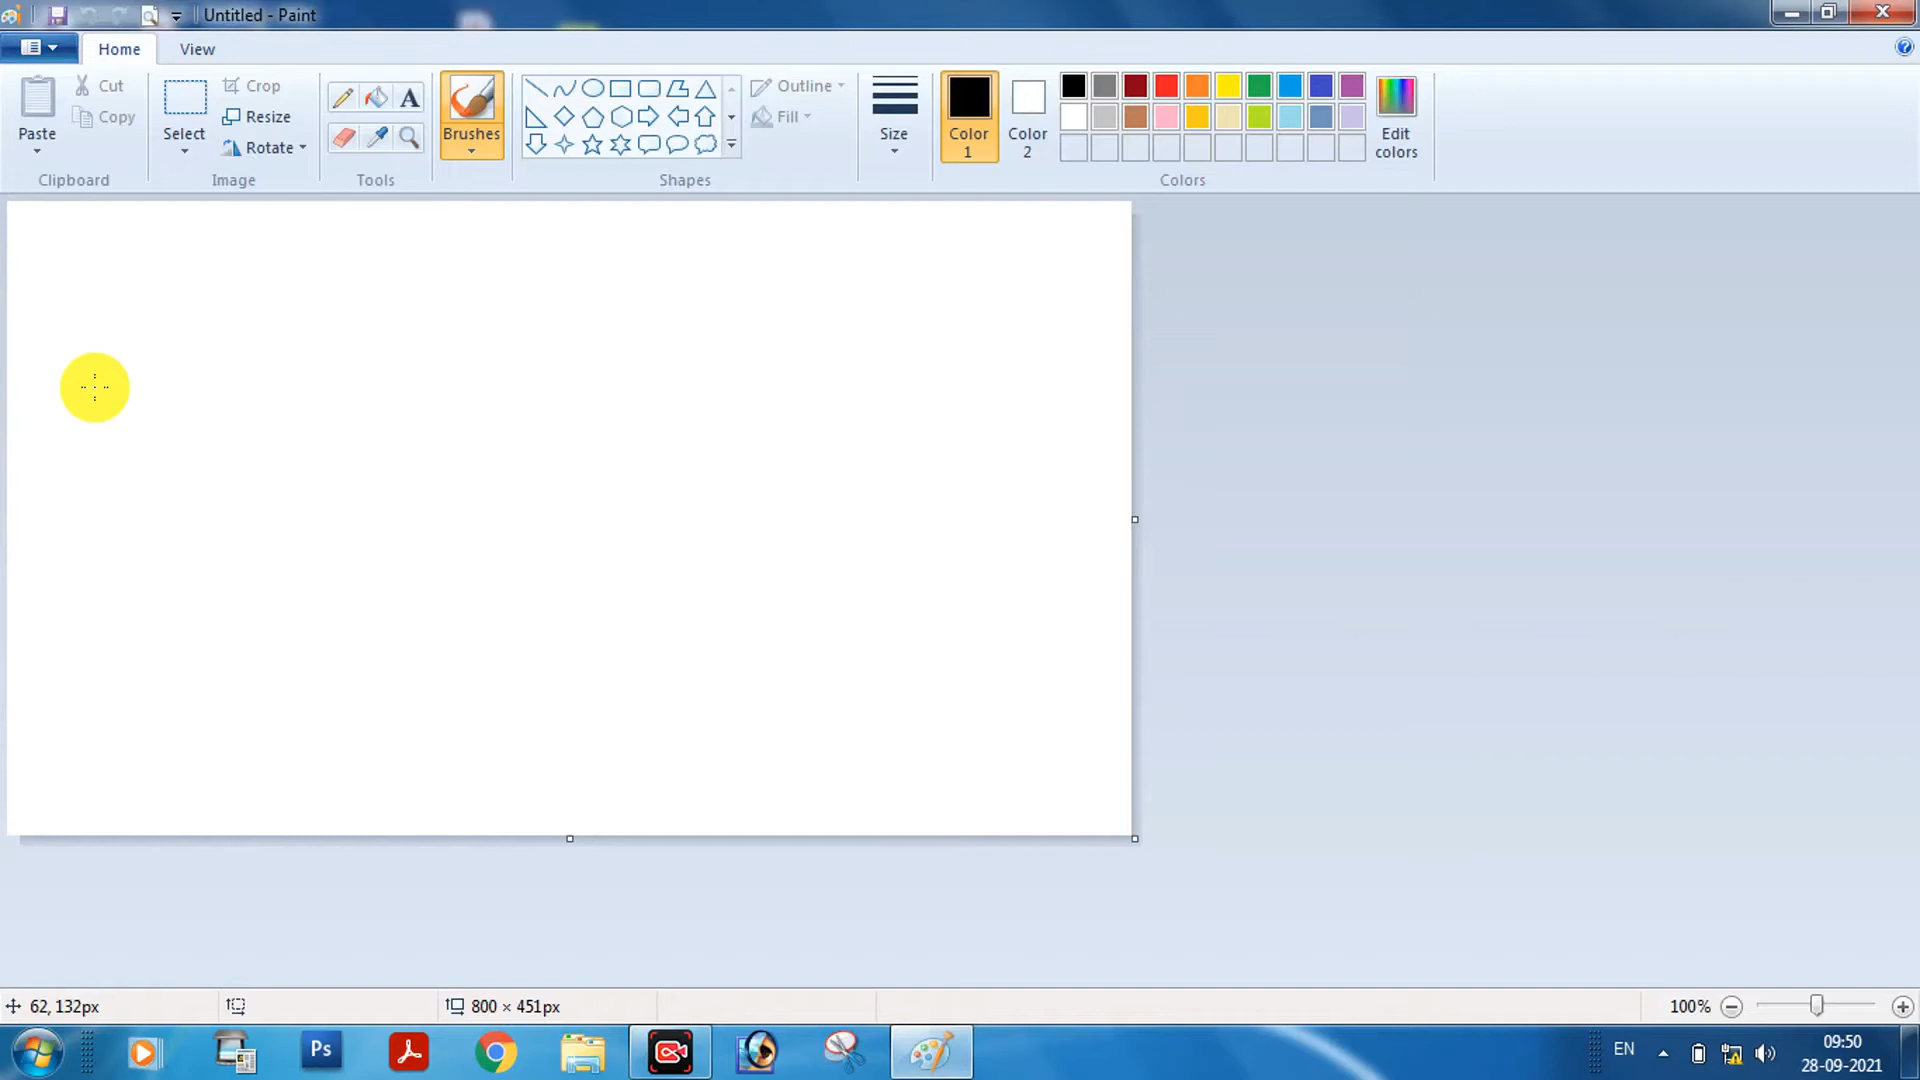 Untitled - Paint
Home View
Paste
Cut
Copy
Clipboard
Select
Crop
Resize
Rotate
Image
A
Tools
Brushes
Outline
Fill
Shapes
Size
Color 1
Color 2
Edit colors
Colors
62, 132px
800 × 451px
100%
Ps
EN
09:50
28-09-2021